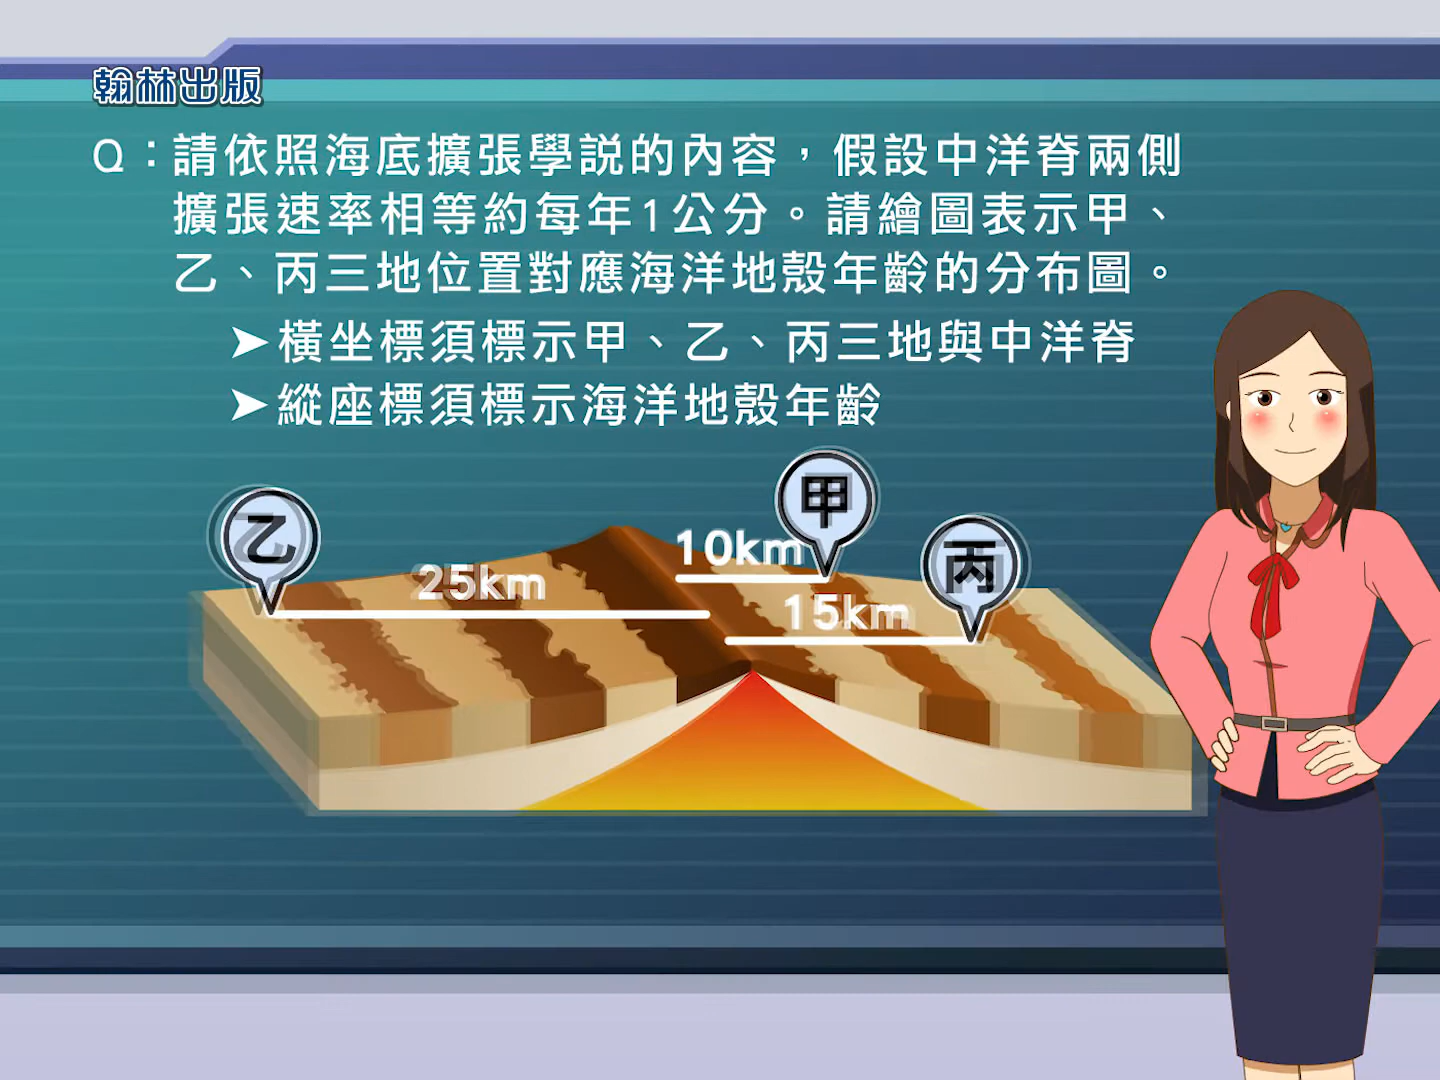 翰林出版
Q：請依照海底擴張學説的內容，假設中洋脊兩側
擴張速率相等約每年1公分。請繪圖表示甲、
乙、丙三地位置對應海洋地殼年齡的分布圖。
➤橫坐標須標示甲、乙、丙三地與中洋脊
➤縱座標須標示海洋地殼年齡
甲
乙
10km
丙
25km
15km